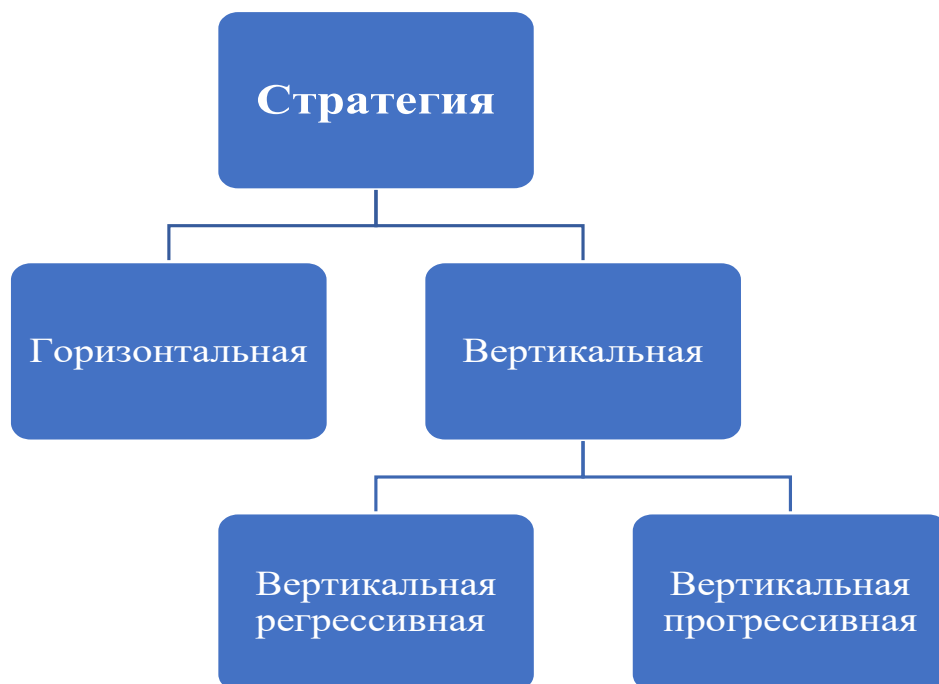 Стратегия
Горизонтальная
Вертикальная
Вертикальная
регрессивная
Вертикальная
прогрессивная